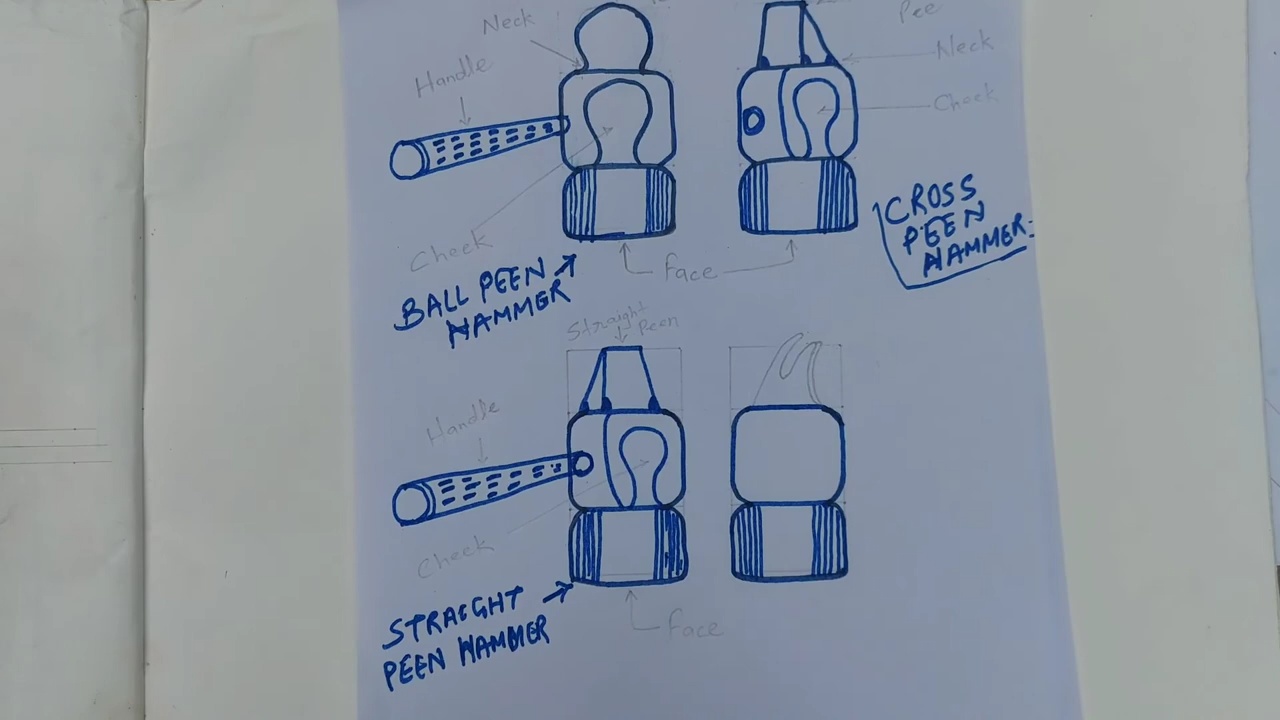 Neck
Handle
Pee
Neck
Cheek
Cheek
Face
BALL PEEN
HAMMER
CROSS
PEEN
HAMMER
Straight
Peen
Handle
Cheek
STRAIGHT
PEEN HAMMER
Face